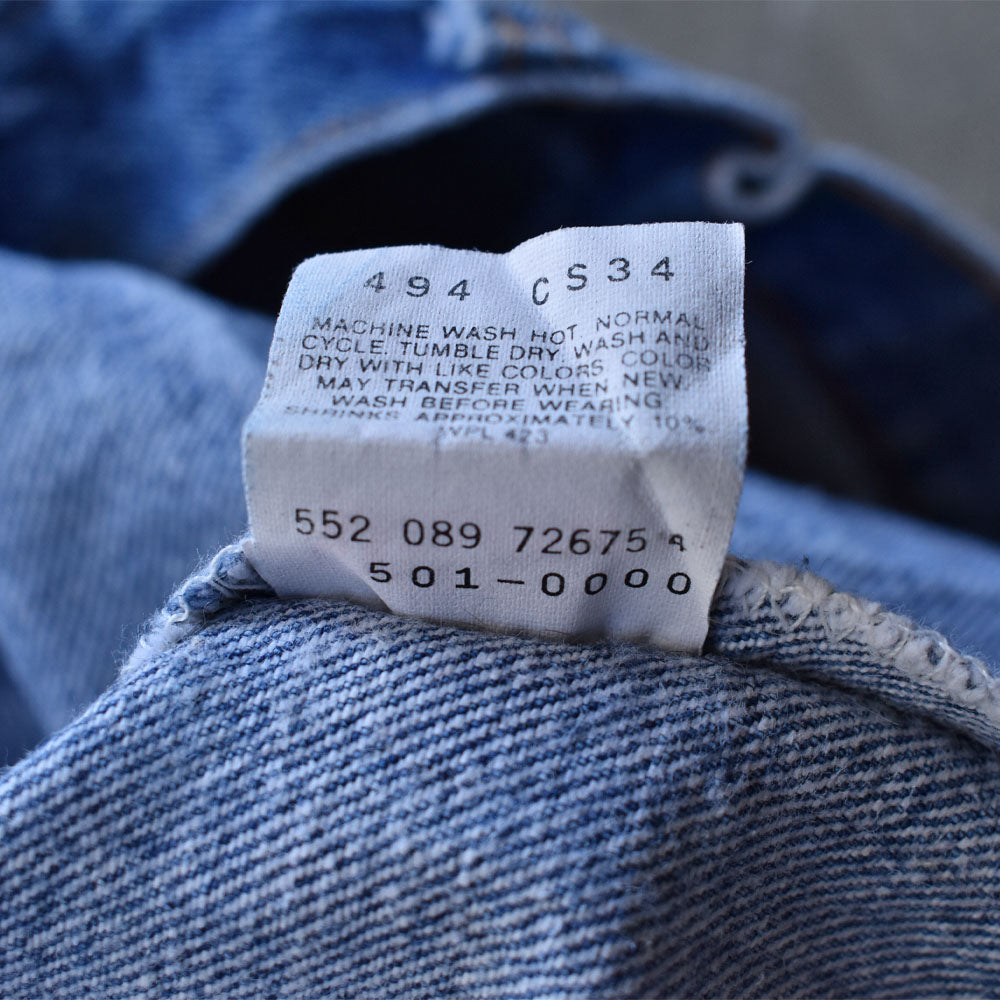 494 CS34
MACHINE WASH HOT, NORMAL
CYCLE. TUMBLE DRY. WASH AND
DRY WITH LIKE COLORS COLOR
MAY TRANSFER WHEN NEW.
WASH BEFORE WEARING
SHRINKS APPROXIMATELY 10%
423
552 089 72675
501-0000